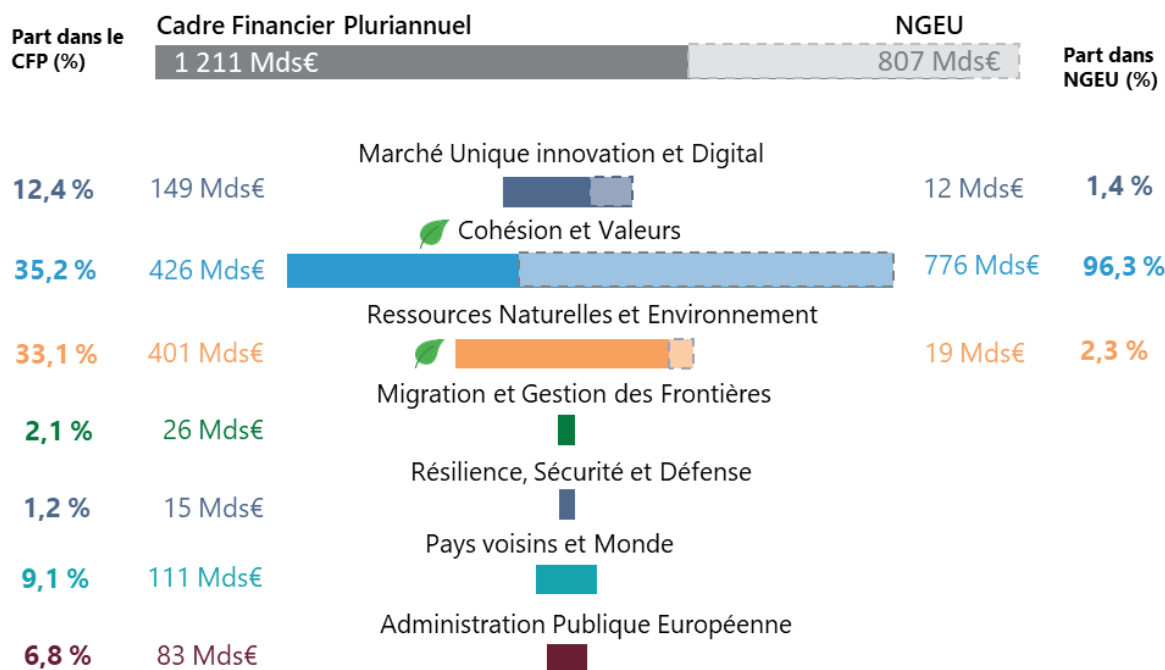 Part dans le
CFP (%)
Cadre Financier Pluriannuel
NGEU
1 211 Mds€
807 Mds€
Part dans
NGEU (%)
Marché Unique innovation et Digital
12,4 %
149 Mds€
12 Mds€
1,4 %
Cohésion et Valeurs
35,2 %
426 Mds€
776 Mds€
96,3 %
Ressources Naturelles et Environnement
33,1 %
401 Mds€
19 Mds€
2,3 %
Migration et Gestion des Frontières
2,1 %
26 Mds€
Résilience, Sécurité et Défense
1,2 %
15 Mds€
Pays voisins et Monde
9,1 %
111 Mds€
Administration Publique Européenne
6,8 %
83 Mds€